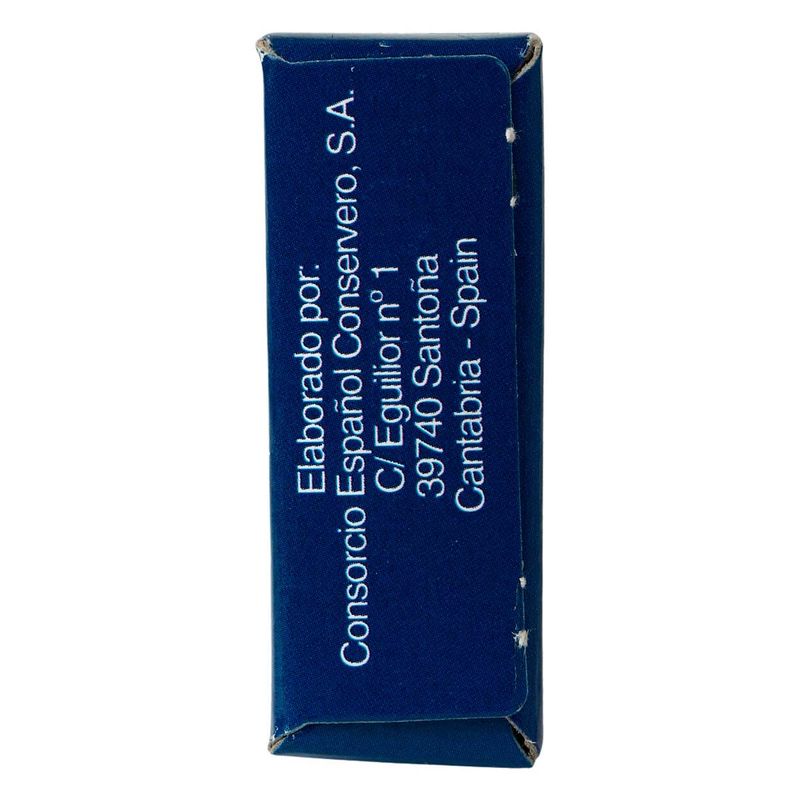 Elaborado por:
Consorcio Español Conservero, S.A.
C/ Eguilior nº 1
39740 Santoña
Cantabria - Spain